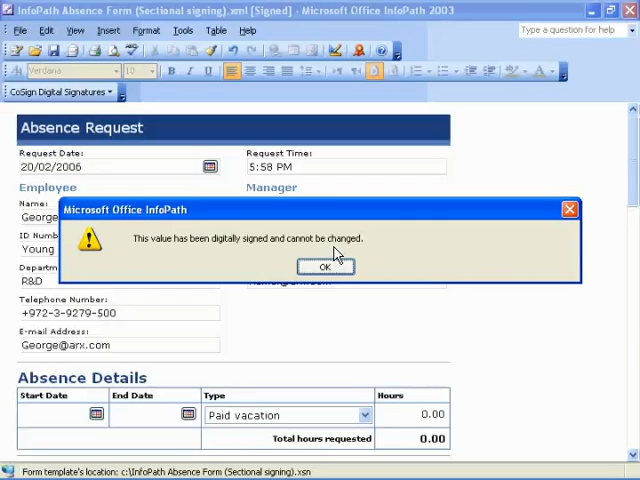 InfoPath Absence Form (Sectional signing).xml [Signed] - Microsoft Office InfoPath 2003
File Edit View Insert Format Tools Table Help
Type a question for help
Verdana 10 B I U
CoSign Digital Signatures
Absence Request
Request Date: Request Time:
20/02/2006 5:58 PM
Employee Manager
Name:
George
Microsoft Office InfoPath
This value has been digitally signed and cannot be changed.
OK
ID Num
Young
Departm
R&D
Telephone Number:
+972-3-9279-500
E-mail Address:
George@arx.com
Absence Details
Start Date End Date Type Hours
Paid vacation 0.00
Total hours requested 0.00
Form template's location: c:\InfoPath Absence Form (Sectional signing).xsn